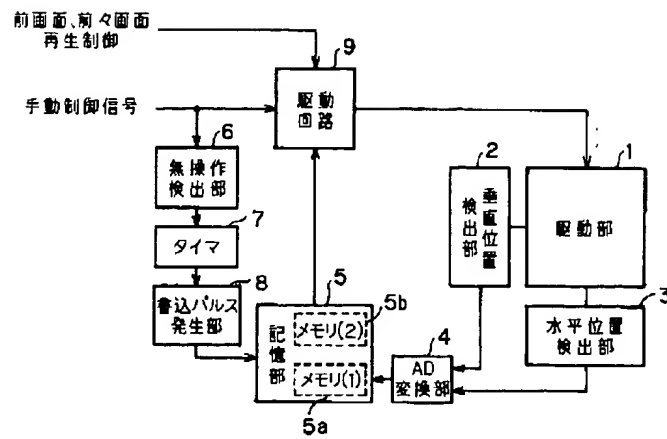 前画面、前々画面
再生制御
9
駆動
回路
手動制御信号
6
無操作
検出部
7
タイマ
8
書込パルス
発生部
5
記憶部
5b
メモリ(2)
メモリ(1)
5a
4
AD
変換部
2
垂直位置
検出部
1
駆動部
3
水平位置
検出部